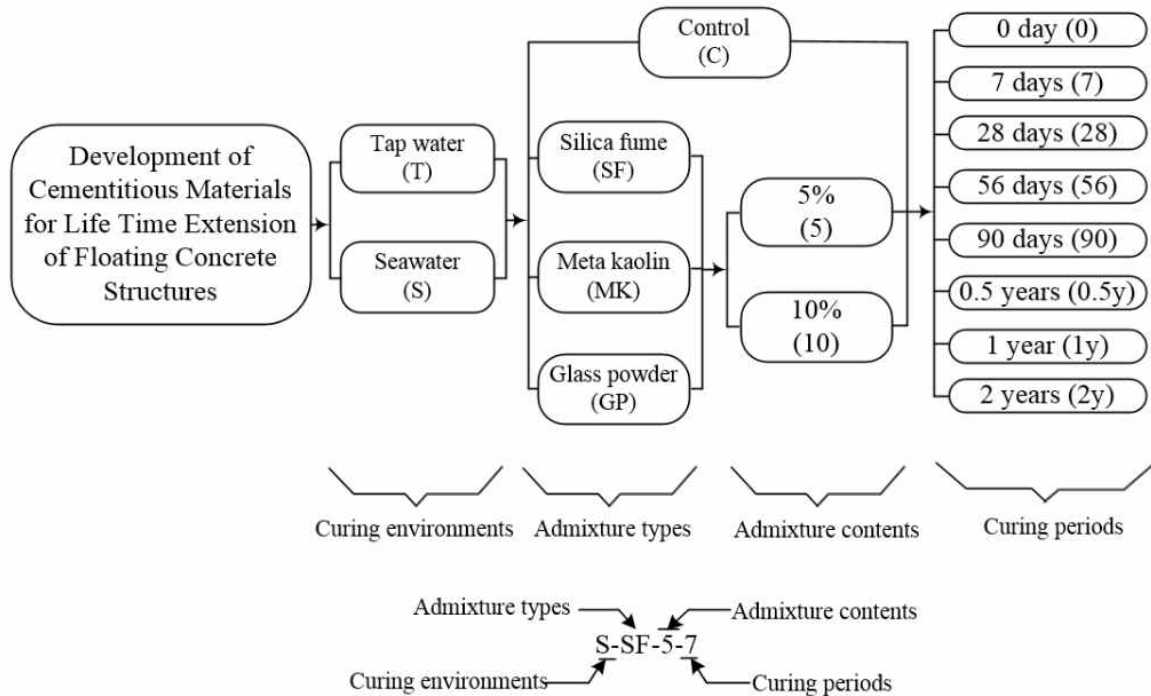 Development of
Cementitious Materials
for Life Time Extension
of Floating Concrete
Structures
Tap water
(T)
Seawater
(S)
Control
(C)
Silica fume
(SF)
Meta kaolin
(MK)
Glass powder
(GP)
5%
(5)
10%
(10)
0 day (0)
7 days (7)
28 days (28)
56 days (56)
90 days (90)
0.5 years (0.5y)
1 year (1y)
2 years (2y)
Curing environments
Admixture types
Admixture contents
Curing periods
Admixture types
Admixture contents
S-SF-5-7
Curing environments
Curing periods